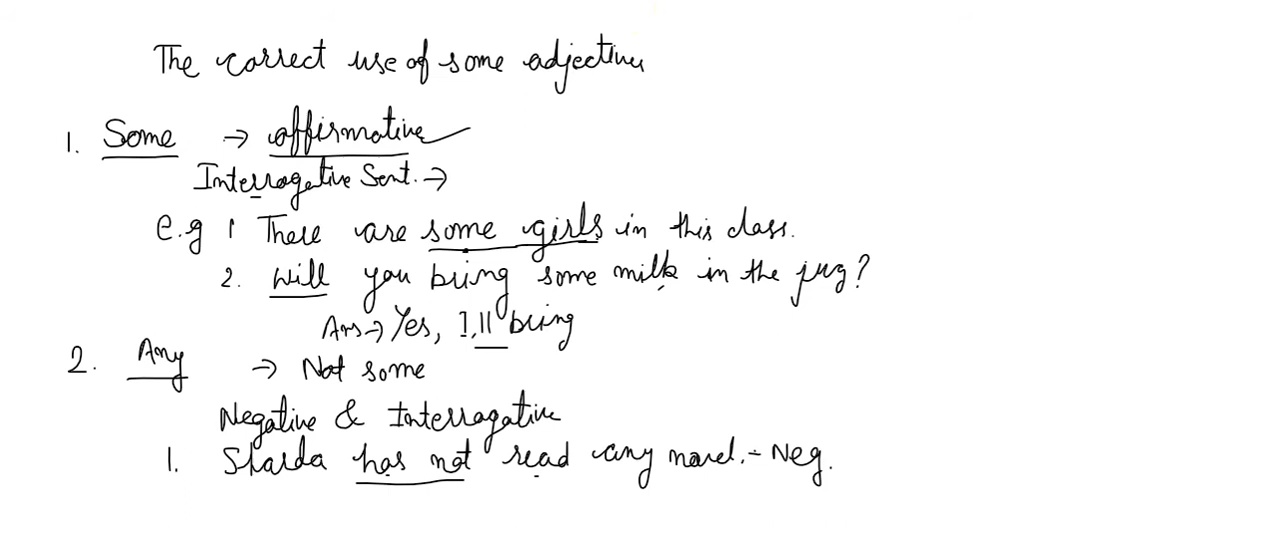 The correct use of some adjectives
1. Some → affirmative
Interrogative Sent. →
e.g 1 There are some girls in this class.
2. Will you bring some milk in the jug?
Ans → Yes, I'll bring
2. Any → Not some
Negative & Interrogative
1. Sharda has not read any novel. - Neg.